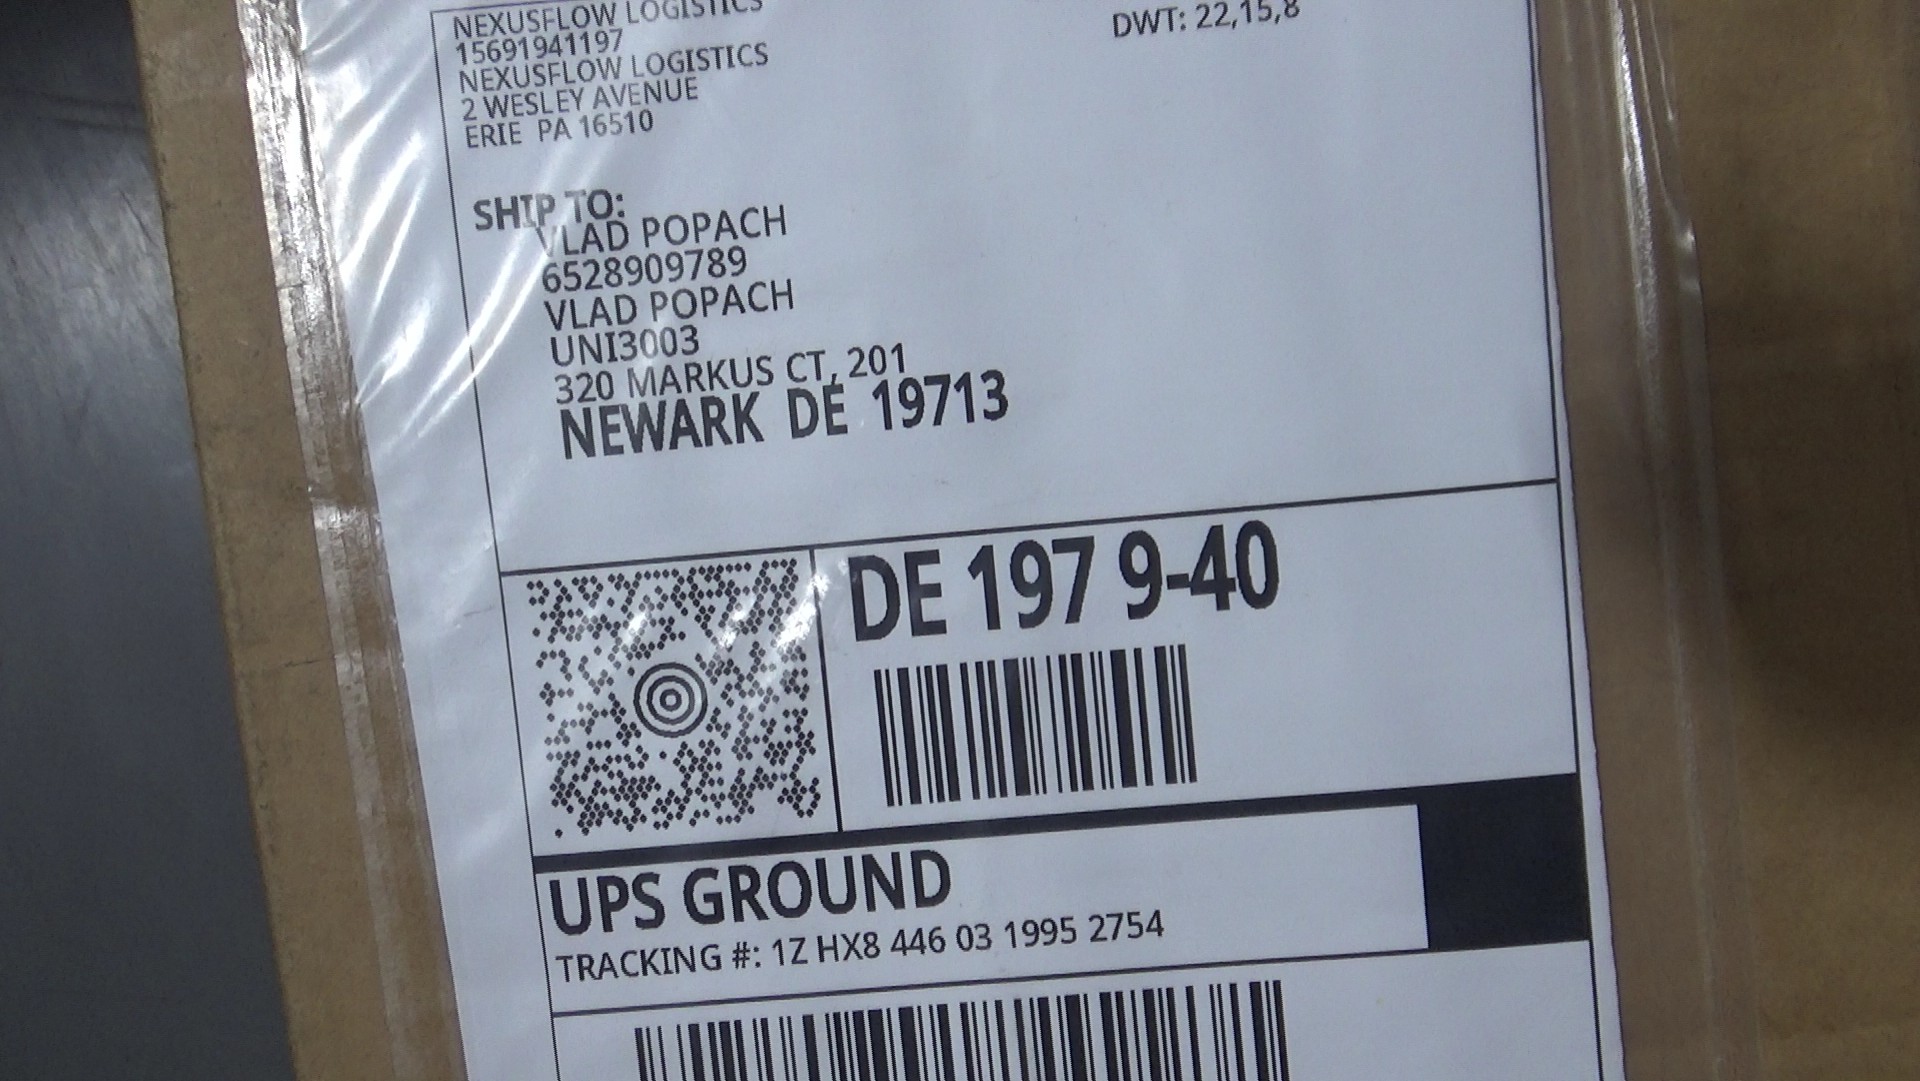 NEXUSFLOW LOGISTICS
15691941197
NEXUSFLOW LOGISTICS
2 WESLEY AVENUE
ERIE PA 16510
DWT: 22,15,8
SHIP TO:
VLAD POPACH
6528909789
VLAD POPACH
UNI3003
320 MARKUS CT, 201
NEWARK DE 19713
DE 197 9-40
UPS GROUND
TRACKING #: 1Z HX8 446 03 1995 2754